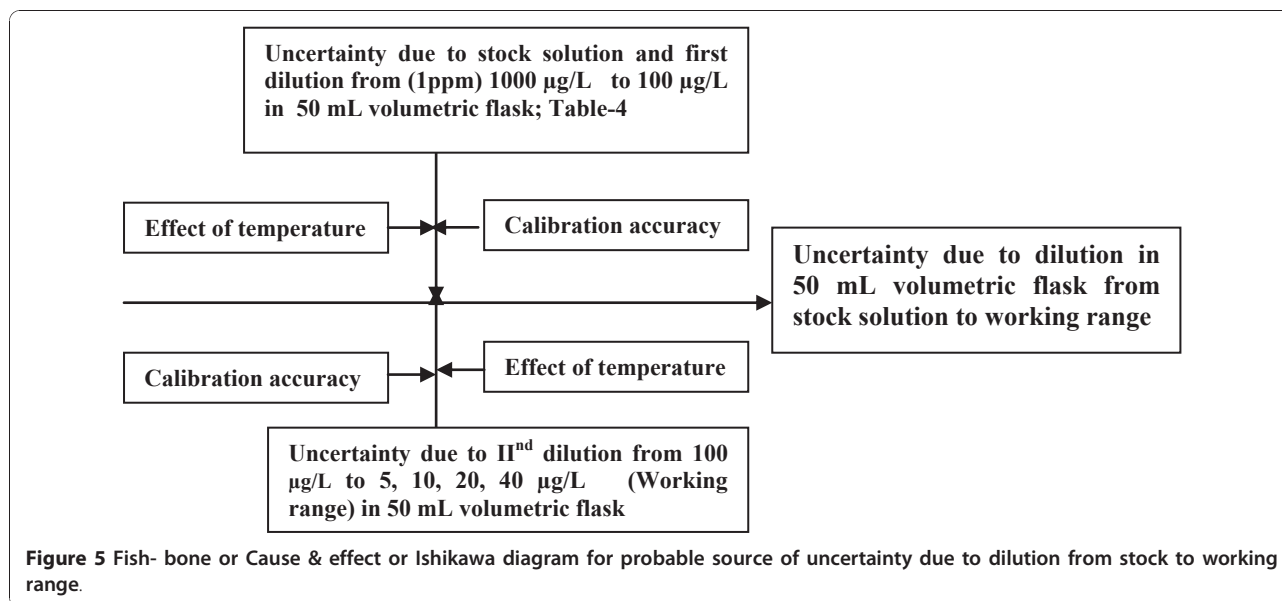 Uncertainty due to stock solution and first
dilution from (1ppm) 1000 µg/L to 100 µg/L
in 50 mL volumetric flask; Table-4
Effect of temperature
Calibration accuracy
Uncertainty due to dilution in
50 mL volumetric flask from
stock solution to working range
Calibration accuracy
Effect of temperature
Uncertainty due to IInd dilution from 100
µg/L to 5, 10, 20, 40 µg/L (Working
range) in 50 mL volumetric flask
Figure 5 Fish- bone or Cause & effect or Ishikawa diagram for probable source of uncertainty due to dilution from stock to working
range.